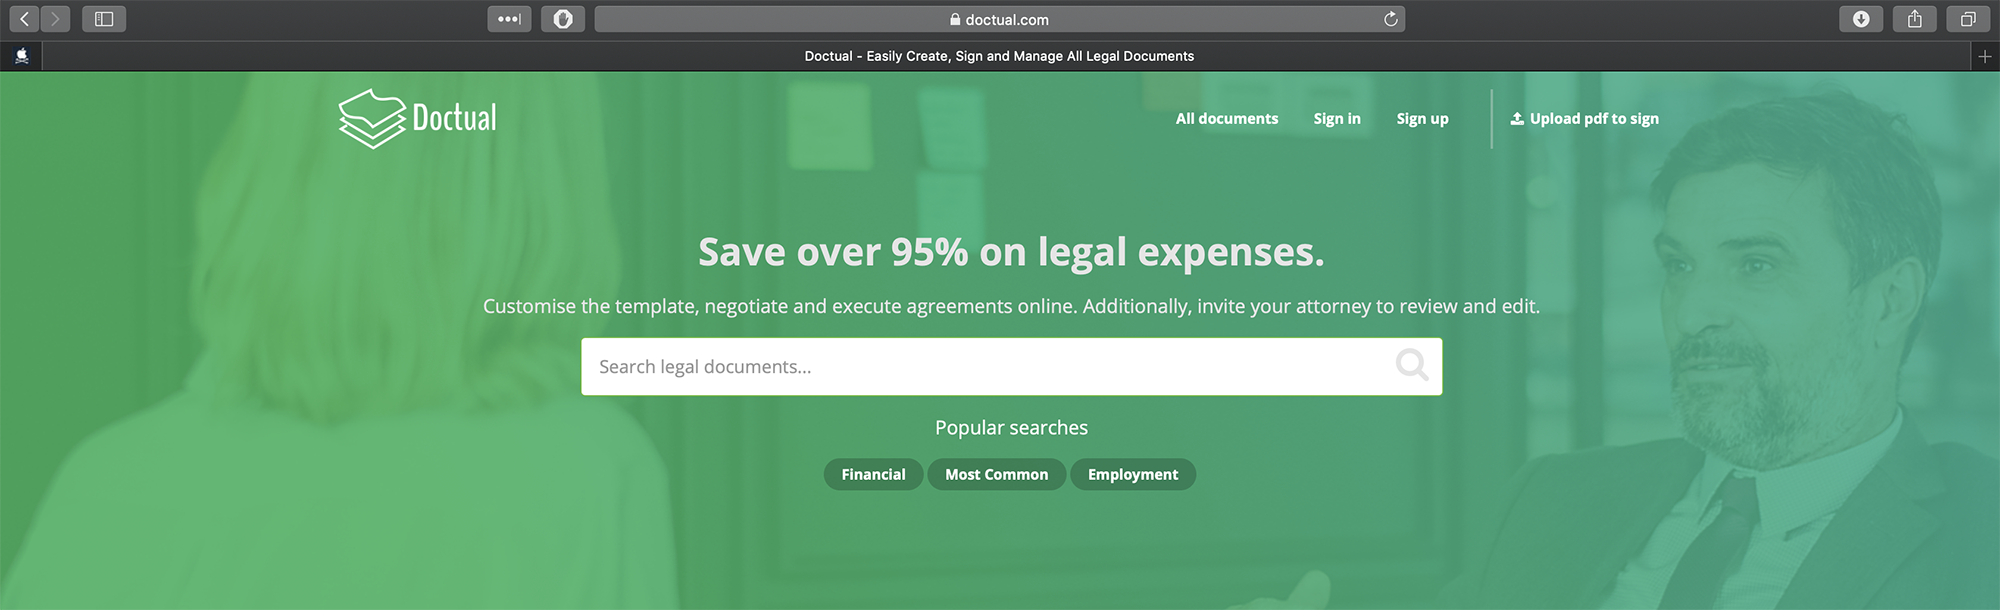 doctual.com
Doctual - Easily Create, Sign and Manage All Legal Documents
Doctual
All documents
Sign in
Sign up
Upload pdf to sign
Save over 95% on legal expenses.
Customise the template, negotiate and execute agreements online. Additionally, invite your attorney to review and edit.
Search legal documents...
Popular searches
Financial
Most Common
Employment